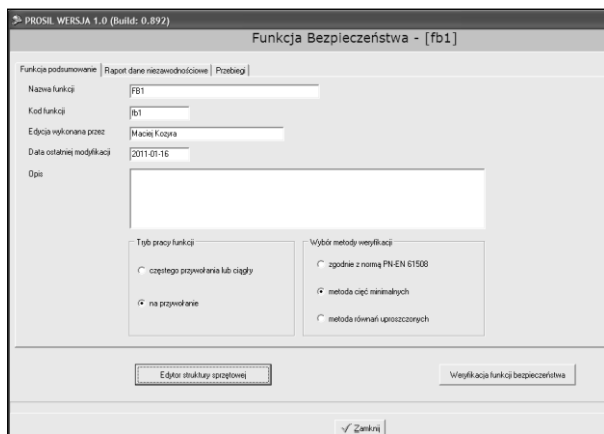 PROSIL WERSJA 1.0 (Build: 0.892)
Funkcja Bezpieczeństwa - [fb1]
Funkcja podsumowanie Raport dane niezawodnościowe Przebiegi
Nazwa funkcji FB1
Kod funkcji fb1
Edycja wykonana przez Maciej Kozyra
Data ostatniej modyfikacji 2011-01-16
Opis
Tryb pracy funkcji
częstego przywołania lub ciągły
na przywołanie
Wybór metody weryfikacji
zgodnie z normą PN-EN 61508
metoda cięć minimalnych
metoda równań uproszczonych
Edytor struktury sprzętowej Weryfikacja funkcji bezpieczeństwa
Zamknij